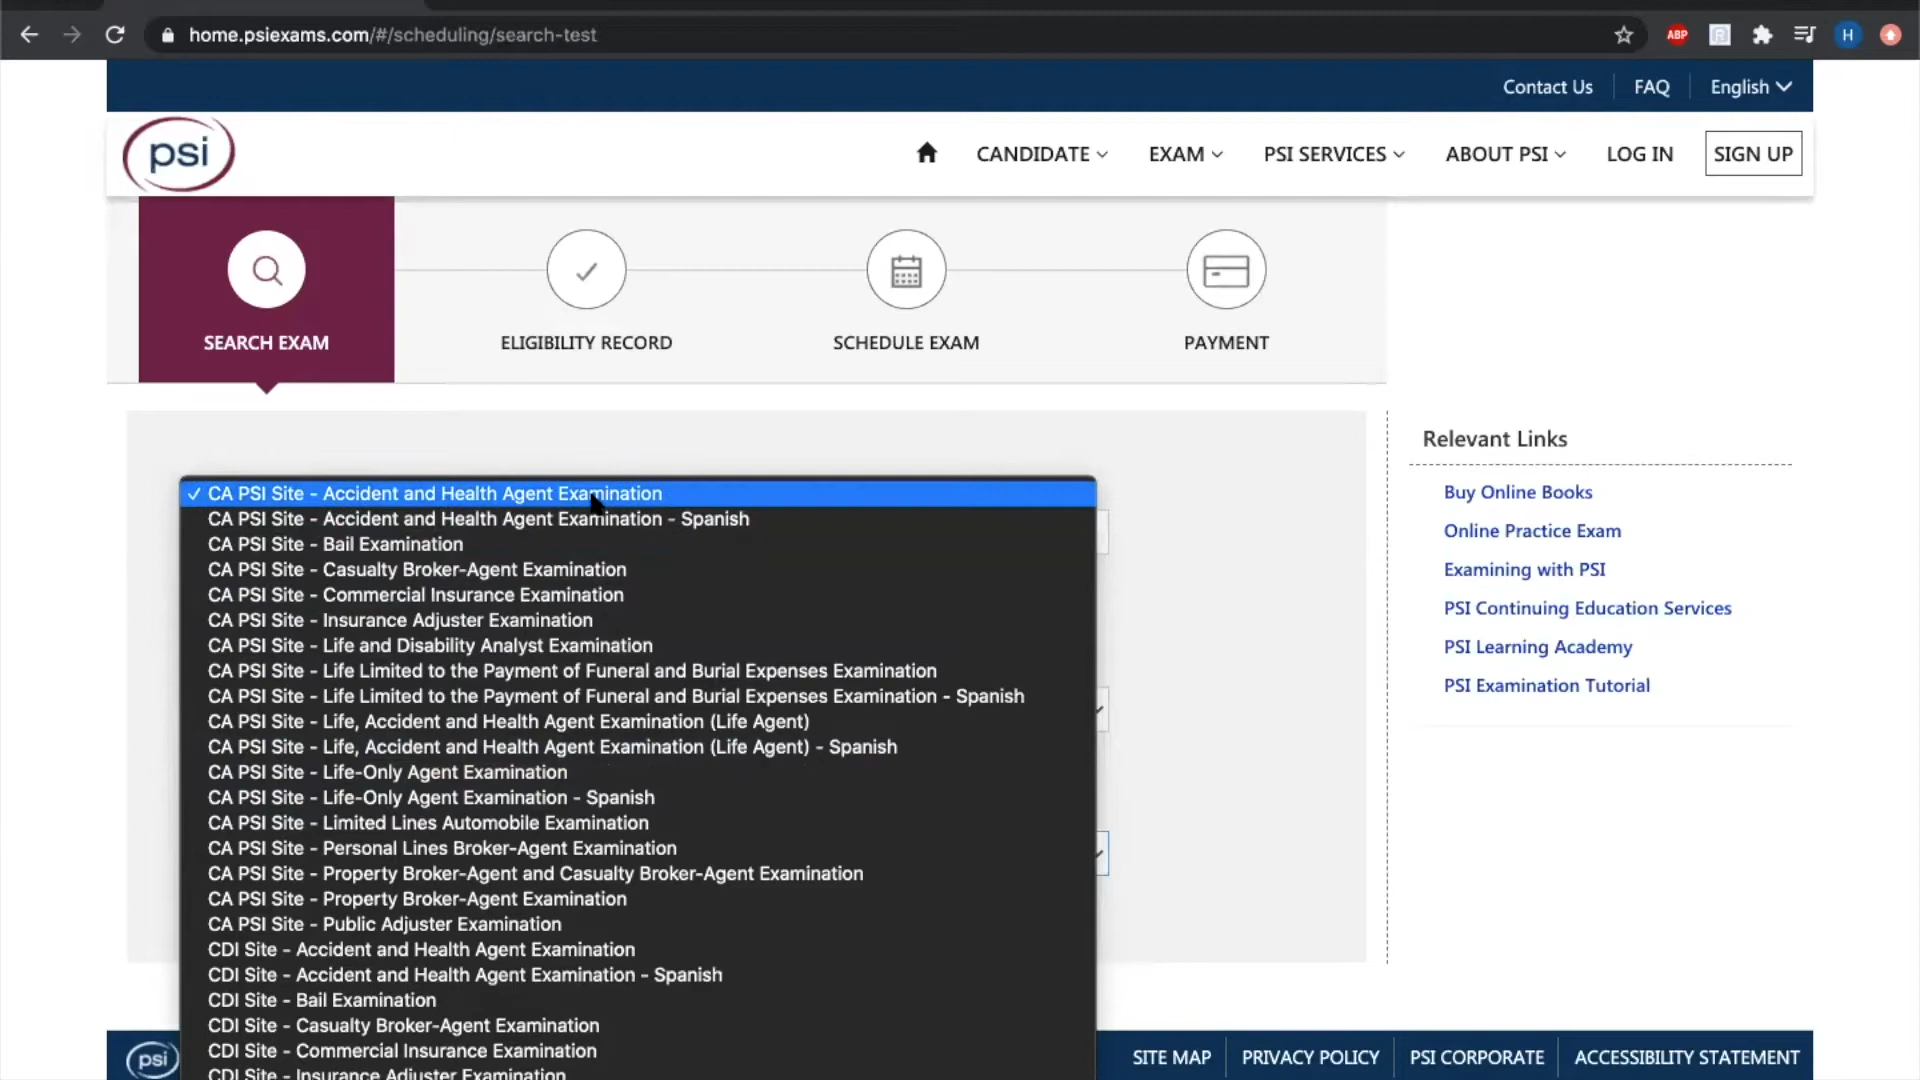 home.psiexams.com/#/scheduling/search-test
ABP
H
Contact Us
FAQ
English
psi
CANDIDATE
EXAM
PSI SERVICES
ABOUT PSI
LOG IN
SIGN UP
SEARCH EXAM
ELIGIBILITY RECORD
SCHEDULE EXAM
PAYMENT
✓ CA PSI Site - Accident and Health Agent Examination
CA PSI Site - Accident and Health Agent Examination - Spanish
CA PSI Site - Bail Examination
CA PSI Site - Casualty Broker-Agent Examination
CA PSI Site - Commercial Insurance Examination
CA PSI Site - Insurance Adjuster Examination
CA PSI Site - Life and Disability Analyst Examination
CA PSI Site - Life Limited to the Payment of Funeral and Burial Expenses Examination
CA PSI Site - Life Limited to the Payment of Funeral and Burial Expenses Examination - Spanish
CA PSI Site - Life, Accident and Health Agent Examination (Life Agent)
CA PSI Site - Life, Accident and Health Agent Examination (Life Agent) - Spanish
CA PSI Site - Life-Only Agent Examination
CA PSI Site - Life-Only Agent Examination - Spanish
CA PSI Site - Limited Lines Automobile Examination
CA PSI Site - Personal Lines Broker-Agent Examination
CA PSI Site - Property Broker-Agent and Casualty Broker-Agent Examination
CA PSI Site - Property Broker-Agent Examination
CA PSI Site - Public Adjuster Examination
CDI Site - Accident and Health Agent Examination
CDI Site - Accident and Health Agent Examination - Spanish
CDI Site - Bail Examination
CDI Site - Casualty Broker-Agent Examination
CDI Site - Commercial Insurance Examination
CDI Site - Insurance Adjuster Examination
Relevant Links
Buy Online Books
Online Practice Exam
Examining with PSI
PSI Continuing Education Services
PSI Learning Academy
PSI Examination Tutorial
psi
SITE MAP
PRIVACY POLICY
PSI CORPORATE
ACCESSIBILITY STATEMENT